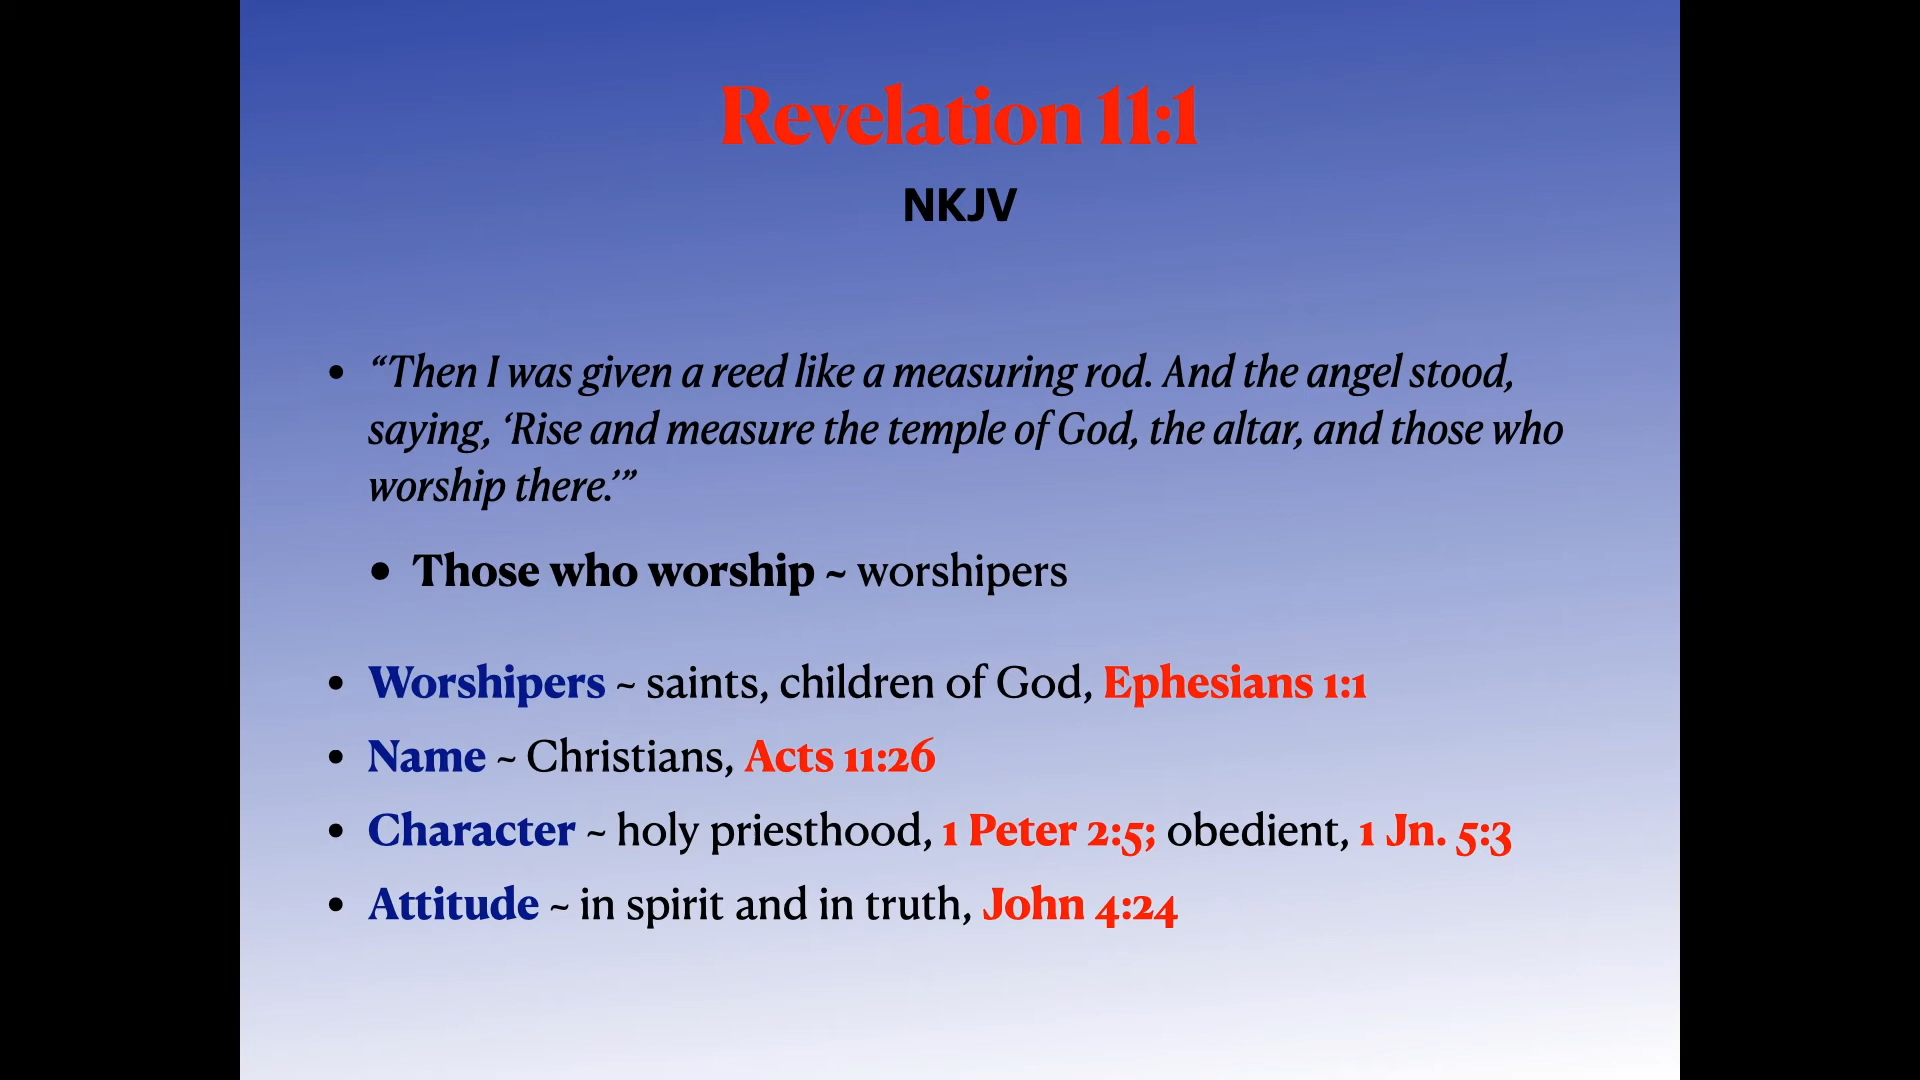 Revelation 11:1
NKJV
• “Then I was given a reed like a measuring rod. And the angel stood,
saying, ‘Rise and measure the temple of God, the altar, and those who
worship there.’”
• Those who worship ~ worshipers
• Worshipers ~ saints, children of God, Ephesians 1:1
• Name ~ Christians, Acts 11:26
• Character ~ holy priesthood, 1 Peter 2:5; obedient, 1 Jn. 5:3
• Attitude ~ in spirit and in truth, John 4:24